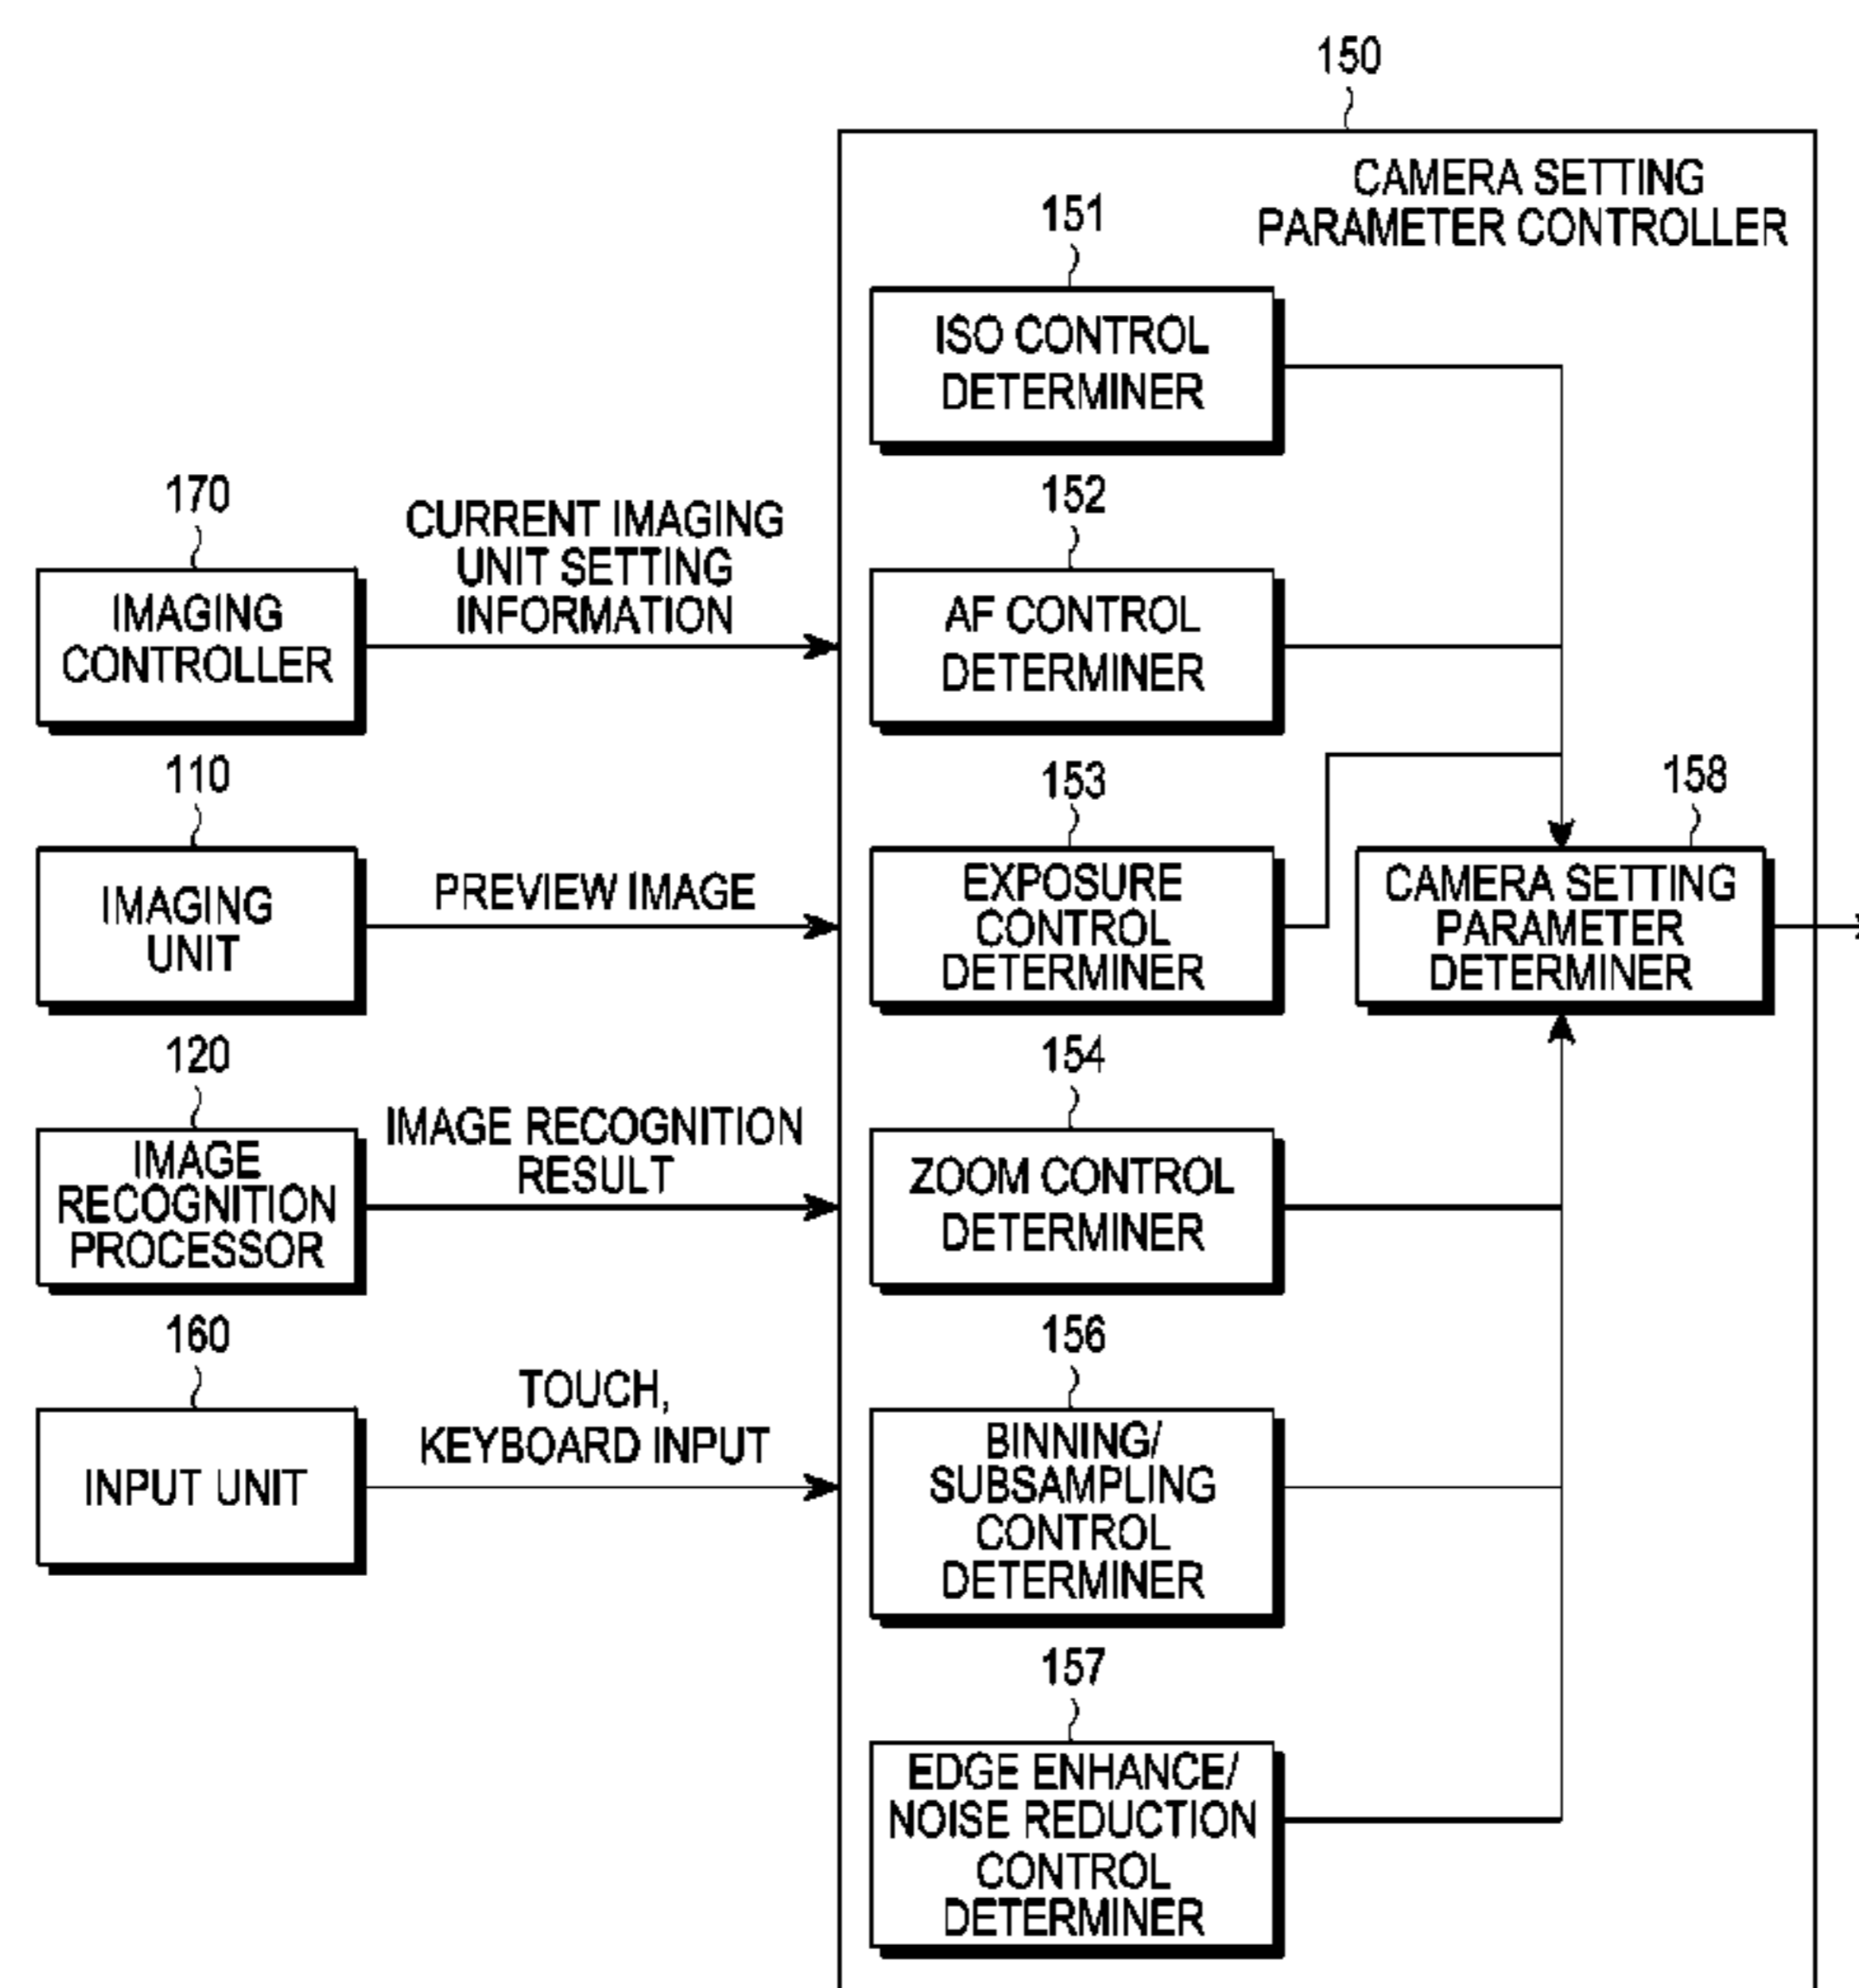 150
CAMERA SETTING
PARAMETER CONTROLLER
151
ISO CONTROL
DETERMINER
170
CURRENT IMAGING
UNIT SETTING
INFORMATION
152
IMAGING
CONTROLLER
AF CONTROL
DETERMINER
110
153
158
IMAGING
UNIT
PREVIEW IMAGE
EXPOSURE
CONTROL
DETERMINER
CAMERA SETTING
PARAMETER
DETERMINER
120
154
IMAGE
RECOGNITION
PROCESSOR
IMAGE RECOGNITION
RESULT
ZOOM CONTROL
DETERMINER
160
156
INPUT UNIT
TOUCH,
KEYBOARD INPUT
BINNING/
SUBSAMPLING
CONTROL
DETERMINER
157
EDGE ENHANCE/
NOISE REDUCTION
CONTROL
DETERMINER